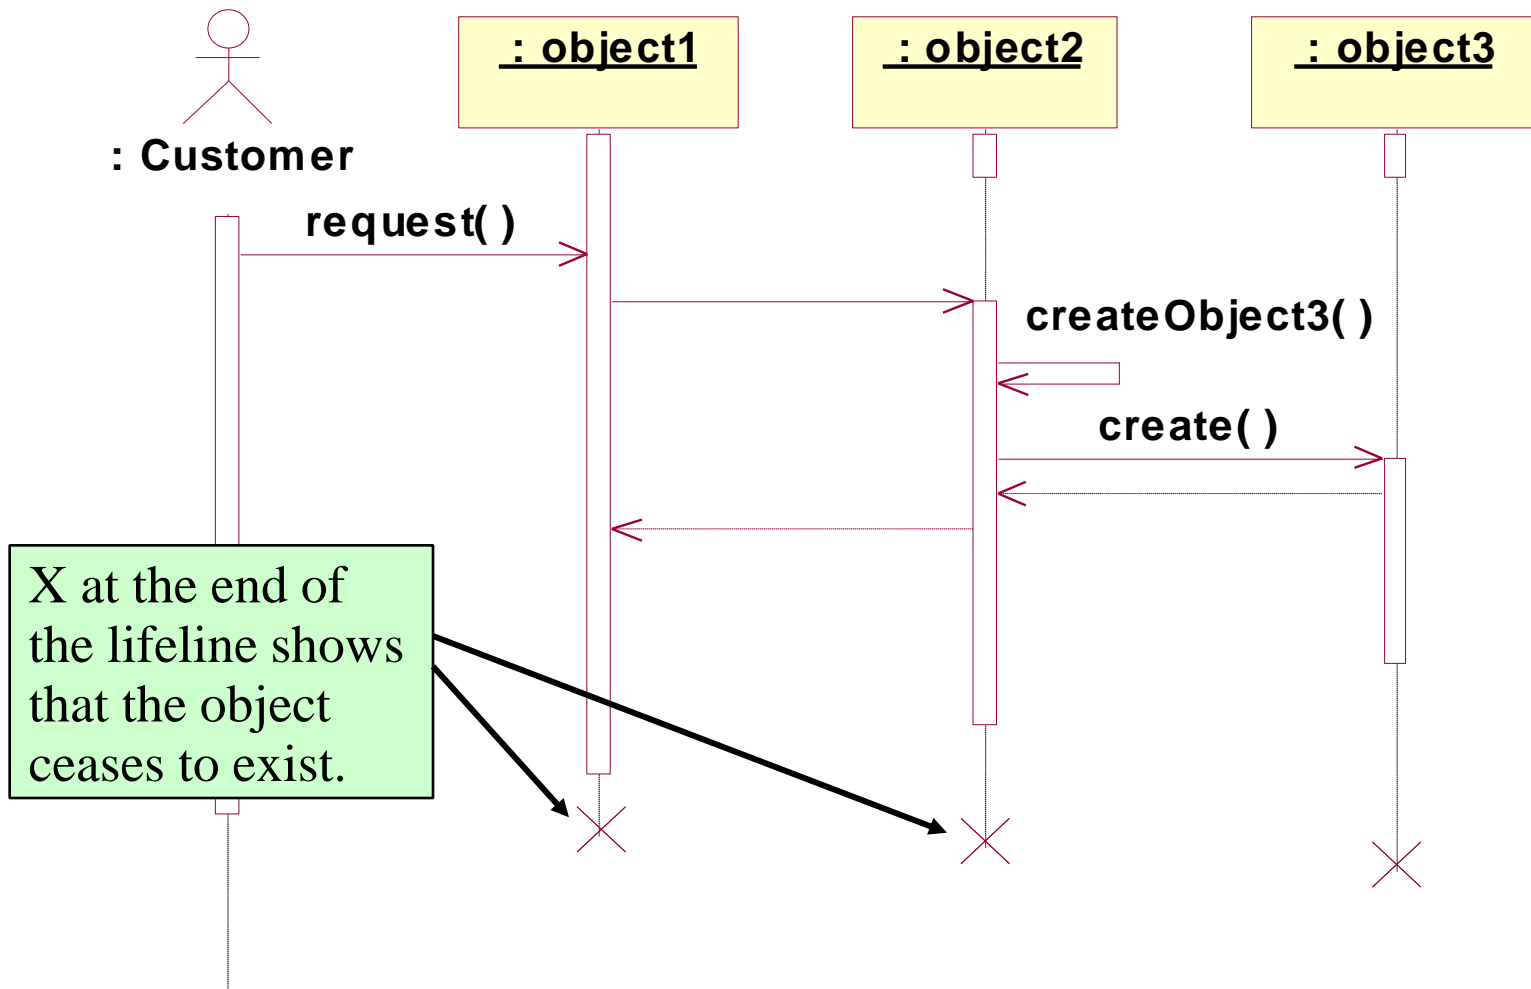 : object1
: object2
: object3
: Customer
request( )
createObject3( )
create( )
X at the end of
the lifeline shows
that the object
ceases to exist.